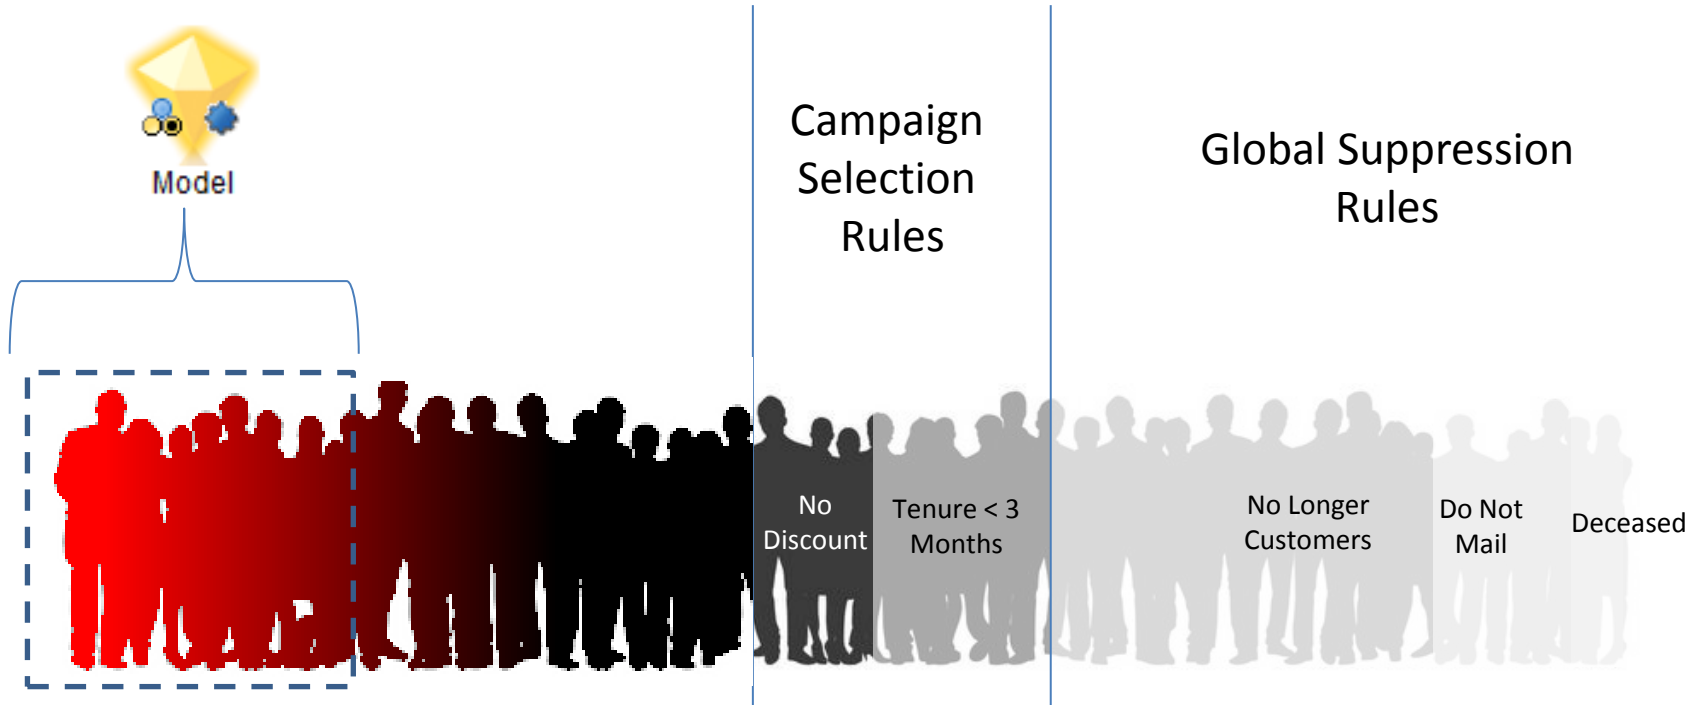 Model
Campaign
Selection
Rules
Global Suppression
Rules
No
Discount
Tenure < 3
Months
No Longer
Customers
Do Not
Mail
Deceased